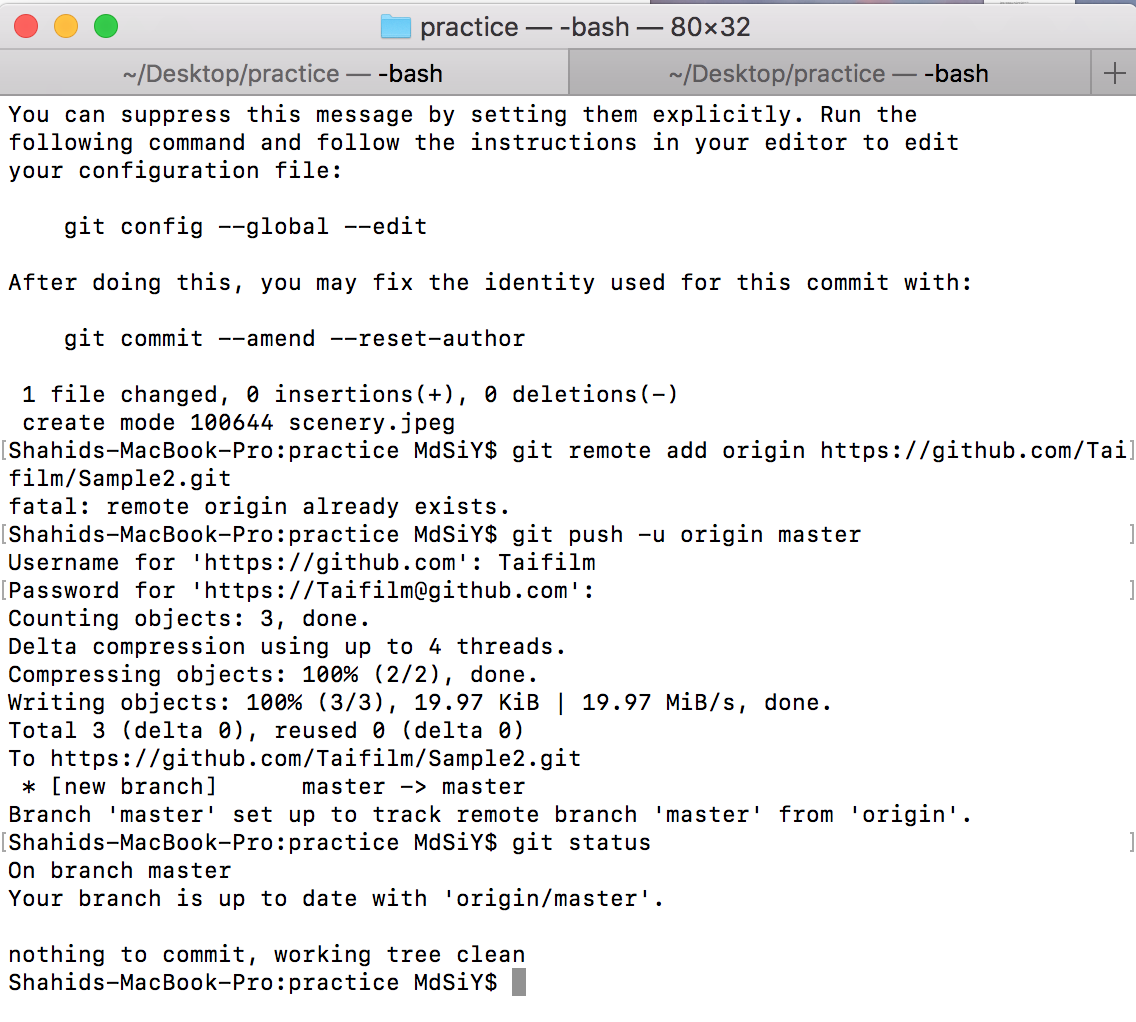 practice — -bash — 80×32
~/Desktop/practice — -bash
~/Desktop/practice — -bash
You can suppress this message by setting them explicitly. Run the
following command and follow the instructions in your editor to edit
your configuration file:
git config --global --edit
After doing this, you may fix the identity used for this commit with:
git commit --amend --reset-author
1 file changed, 0 insertions(+), 0 deletions(-)
create mode 100644 scenery.jpeg
[Shahids-MacBook-Pro:practice MdSiY$ git remote add origin https://github.com/Tai]
film/Sample2.git
fatal: remote origin already exists.
[Shahids-MacBook-Pro:practice MdSiY$ git push -u origin master ]
Username for 'https://github.com': Taifilm
[Password for 'https://Taifilm@github.com': ]
Counting objects: 3, done.
Delta compression using up to 4 threads.
Compressing objects: 100% (2/2), done.
Writing objects: 100% (3/3), 19.97 KiB | 19.97 MiB/s, done.
Total 3 (delta 0), reused 0 (delta 0)
To https://github.com/Taifilm/Sample2.git
* [new branch]      master -> master
Branch 'master' set up to track remote branch 'master' from 'origin'.
[Shahids-MacBook-Pro:practice MdSiY$ git status ]
On branch master
Your branch is up to date with 'origin/master'.
nothing to commit, working tree clean
Shahids-MacBook-Pro:practice MdSiY$